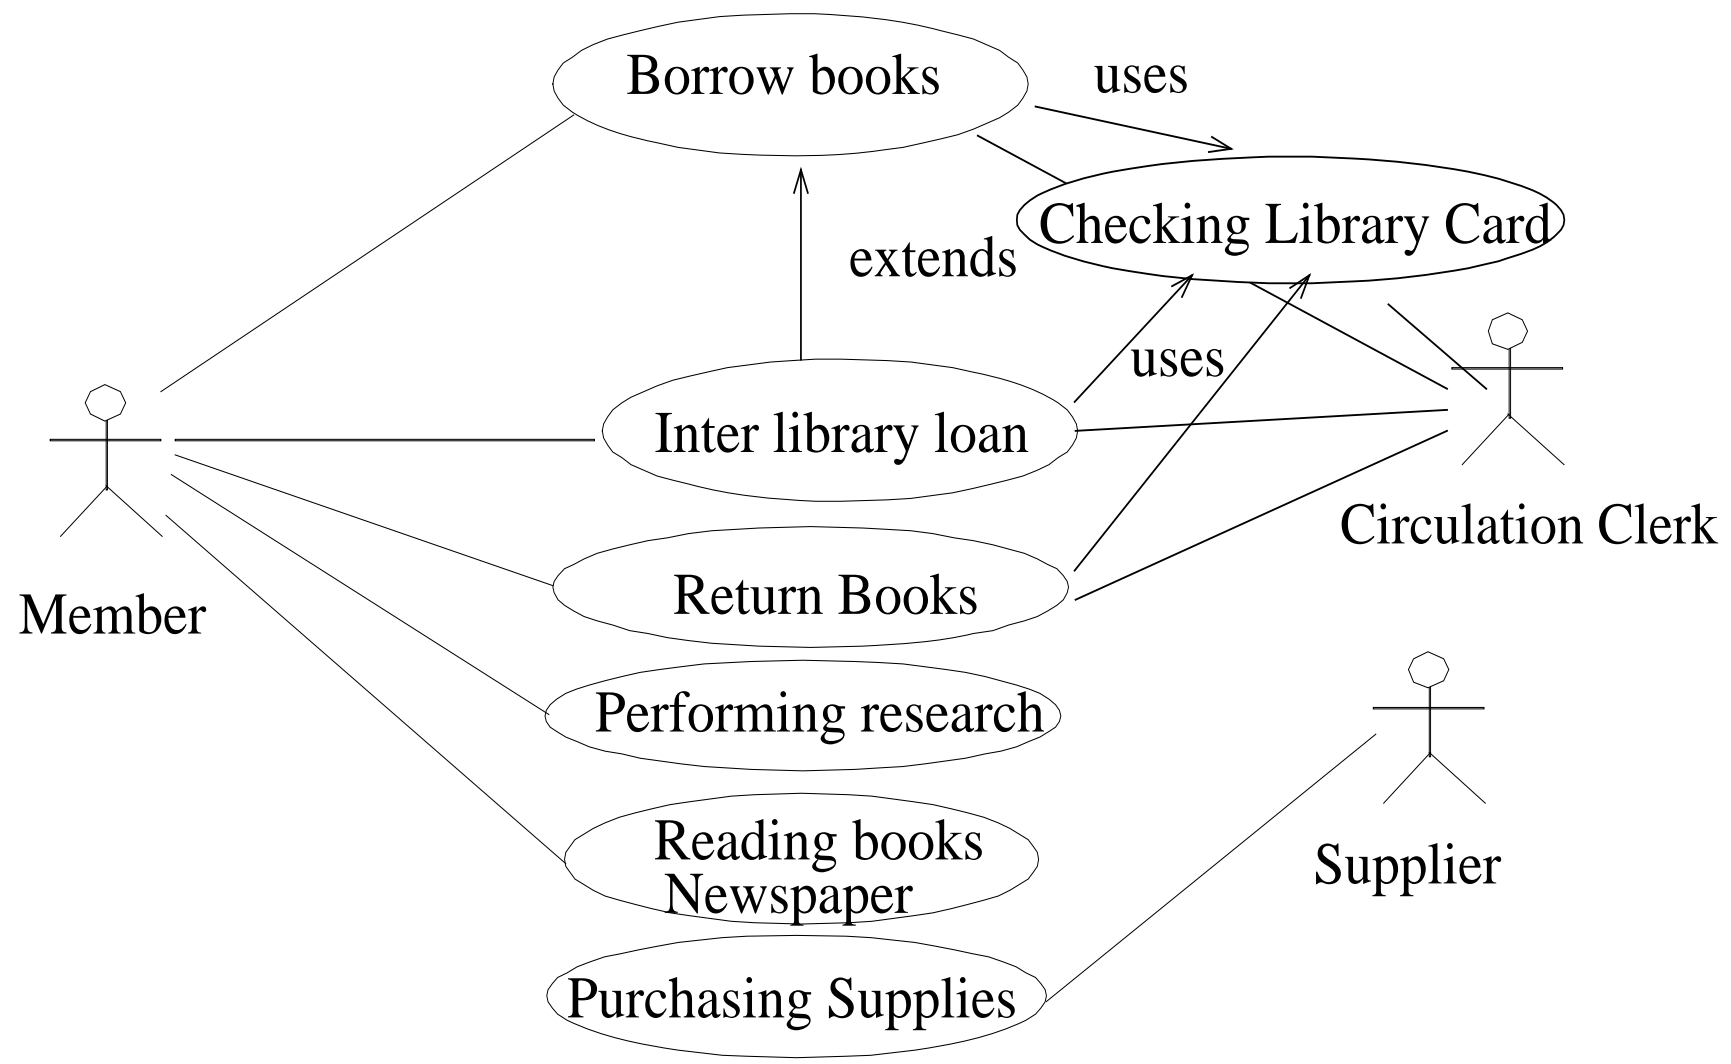 Borrow books
uses
Checking Library Card
extends
uses
Inter library loan
Circulation Clerk
Return Books
Member
Performing research
Reading books
Newspaper
Supplier
Purchasing Supplies